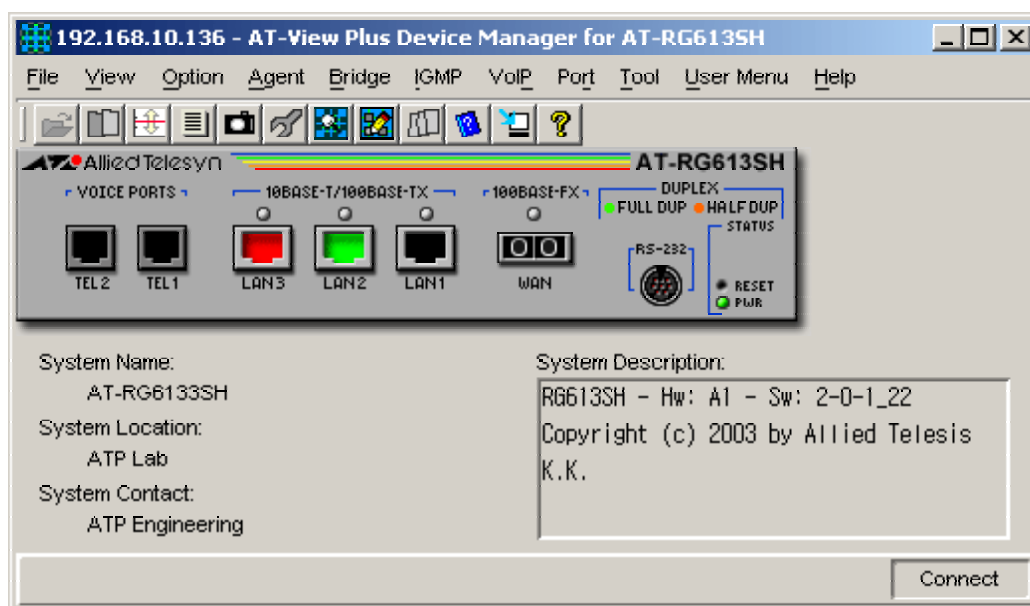 192.168.10.136 - AT-View Plus Device Manager for AT-RG613SH
File View Option Agent Bridge IGMP VoIP Port Tool User Menu Help
Allied Telesyn AT-RG613SH
VOICE PORTS 10BASE-T/100BASE-TX 100BASE-FX DUPLEX
FULL DUP HALF DUP
STATUS
RS-232
TEL2 TEL1 LAN3 LAN2 LAN1 WAN
RESET
PWR
System Name:
AT-RG6133SH
System Location:
ATP Lab
System Contact:
ATP Engineering
System Description:
RG613SH - Hw: A1 - Sw: 2-0-1_22
Copyright (c) 2003 by Allied Telesis
K.K.
Connect